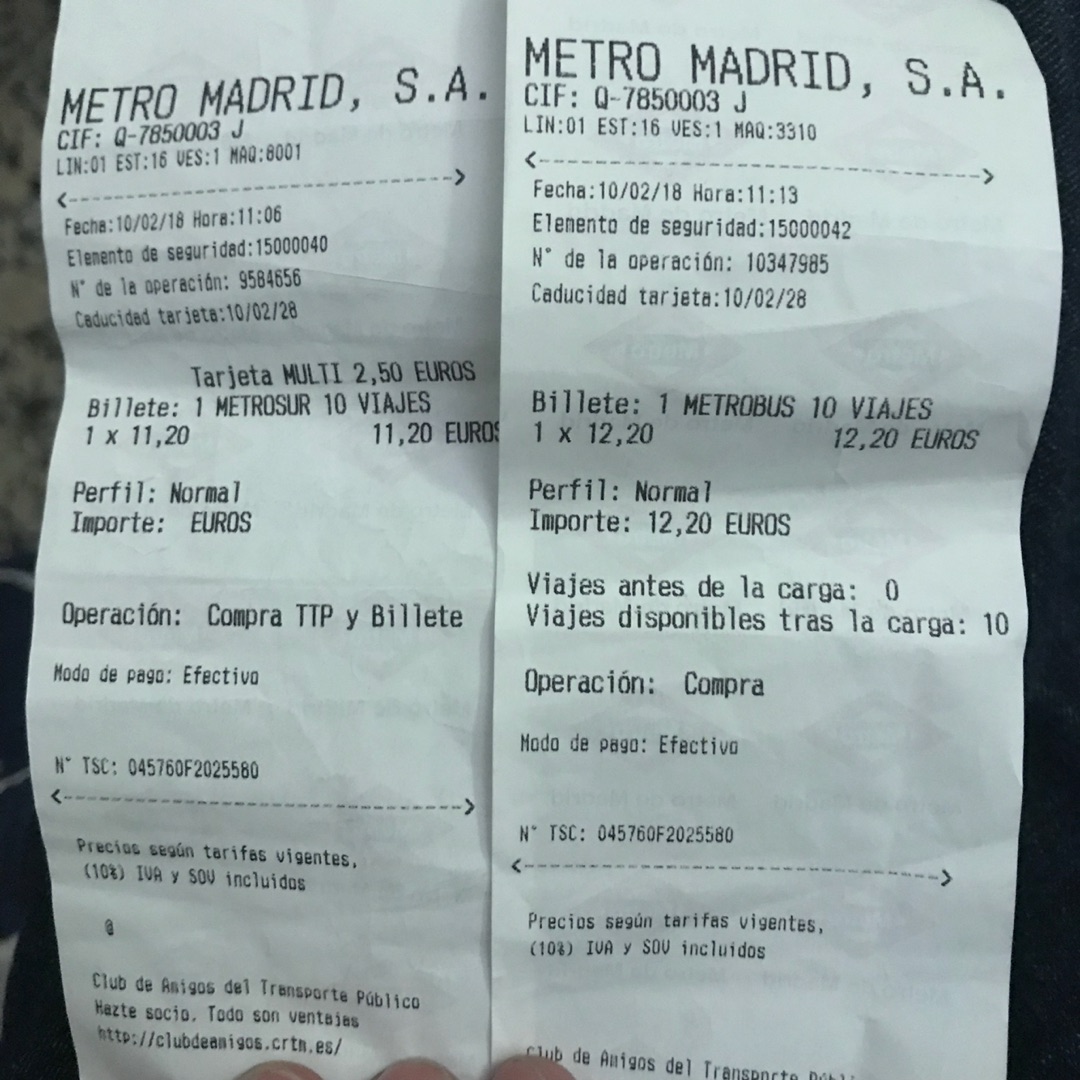 METRO MADRID, S.A.
CIF: Q-7850003 J
LIN:01 EST:16 VES:1 MAQ:8001
<-------------------------------->
Fecha:10/02/18 Hora:11:06
Elemento de seguridad:15000040
N° de la operación: 9584656
Caducidad tarjeta:10/02/28
Tarjeta MULTI 2,50 EUROS
Billete: 1 METROSUR 10 VIAJES
1 x 11,20 11,20 EUROS
Perfil: Normal
Importe: EUROS
Operación: Compra TTP y Billete
Modo de pago: Efectivo
N° TSC: 045760F2025580
<-------------------------------->
Precios según tarifas vigentes,
(10%) IVA y SOV incluidos
@
Club de Amigos del Transporte Público
Hazte socio. Todo son ventajas
http://clubdeamigos.crtm.es/
METRO MADRID, S.A.
CIF: Q-7850003 J
LIN:01 EST:16 VES:1 MAQ:3310
<-------------------------------->
Fecha:10/02/18 Hora:11:13
Elemento de seguridad:15000042
N° de la operación: 10347985
Caducidad tarjeta:10/02/28
Billete: 1 METROBUS 10 VIAJES
1 x 12,20 12,20 EUROS
Perfil: Normal
Importe: 12,20 EUROS
Viajes antes de la carga: 0
Viajes disponibles tras la carga: 10
Operación: Compra
Modo de pago: Efectivo
N° TSC: 045760F2025580
<-------------------------------->
Precios según tarifas vigentes,
(10%) IVA y SOV incluidos
Club de Amigos del Transporte